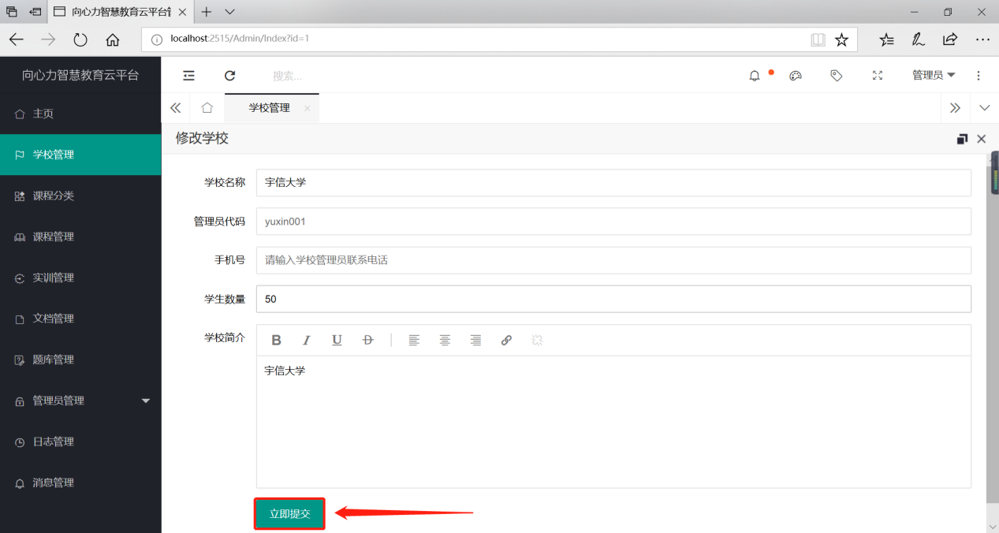 向心力智慧教育云平台管
localhost:2515/Admin/Index?id=1
向心力智慧教育云平台
搜索...
管理员
主页
学校管理
课程分类
课程管理
实训管理
文档管理
题库管理
管理员管理
日志管理
消息管理
学校管理
修改学校
学校名称
宇信大学
管理员代码
yuxin001
手机号
请输入学校管理员联系电话
学生数量
50
学校简介
B I U D
宇信大学
立即提交